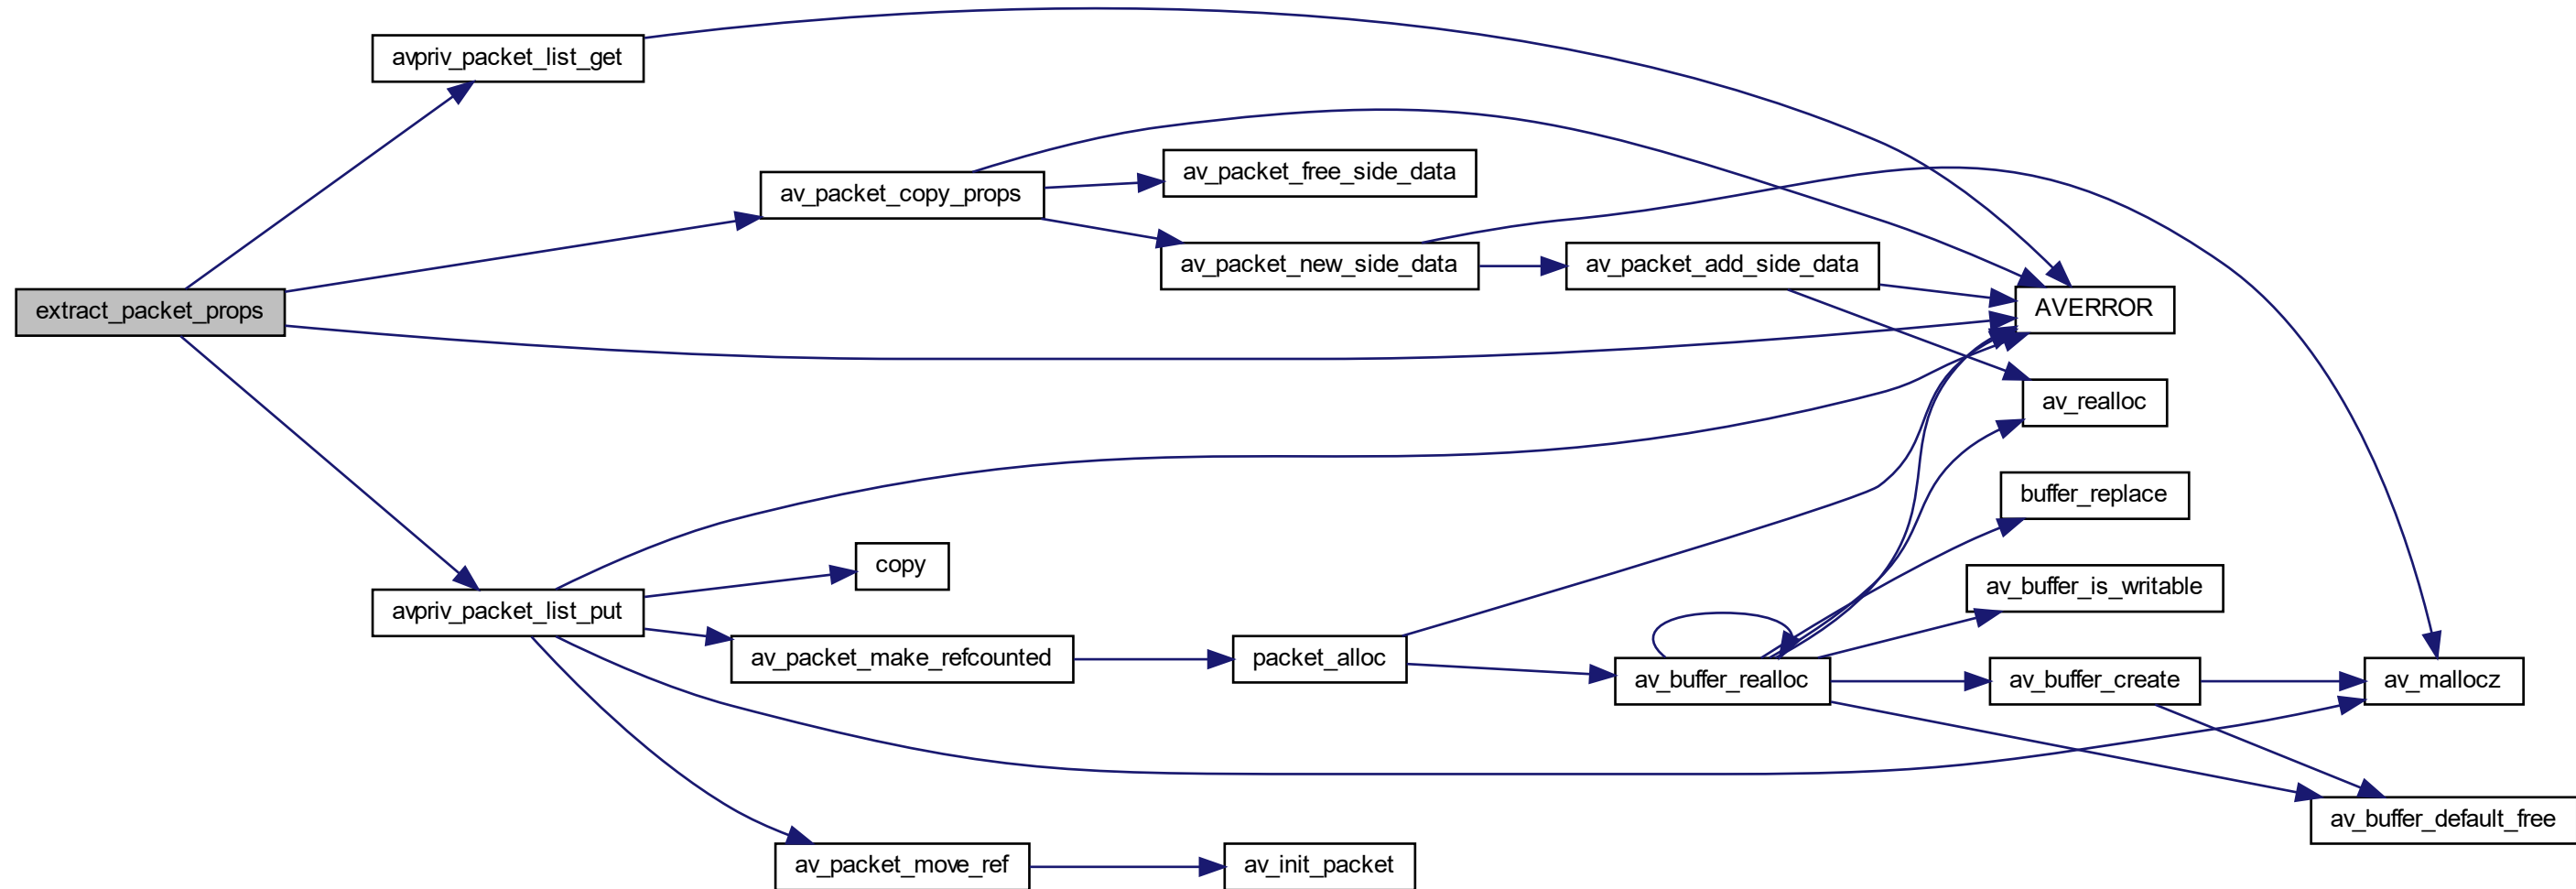 avpriv_packet_list_get
av_packet_free_side_data
av_packet_copy_props
av_packet_new_side_data
av_packet_add_side_data
extract_packet_props
AVERROR
av_realloc
buffer_replace
copy
av_buffer_is_writable
avpriv_packet_list_put
av_packet_make_refcounted
packet_alloc
av_buffer_realloc
av_buffer_create
av_mallocz
av_buffer_default_free
av_packet_move_ref
av_init_packet